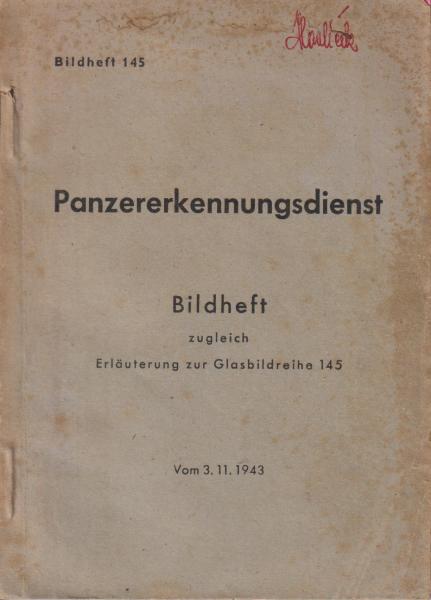 Bildheft 145
Panzererkennungsdienst
Bildheft
zugleich
Erläuterung zur Glasbildreihe 145
Vom 3. 11. 1943